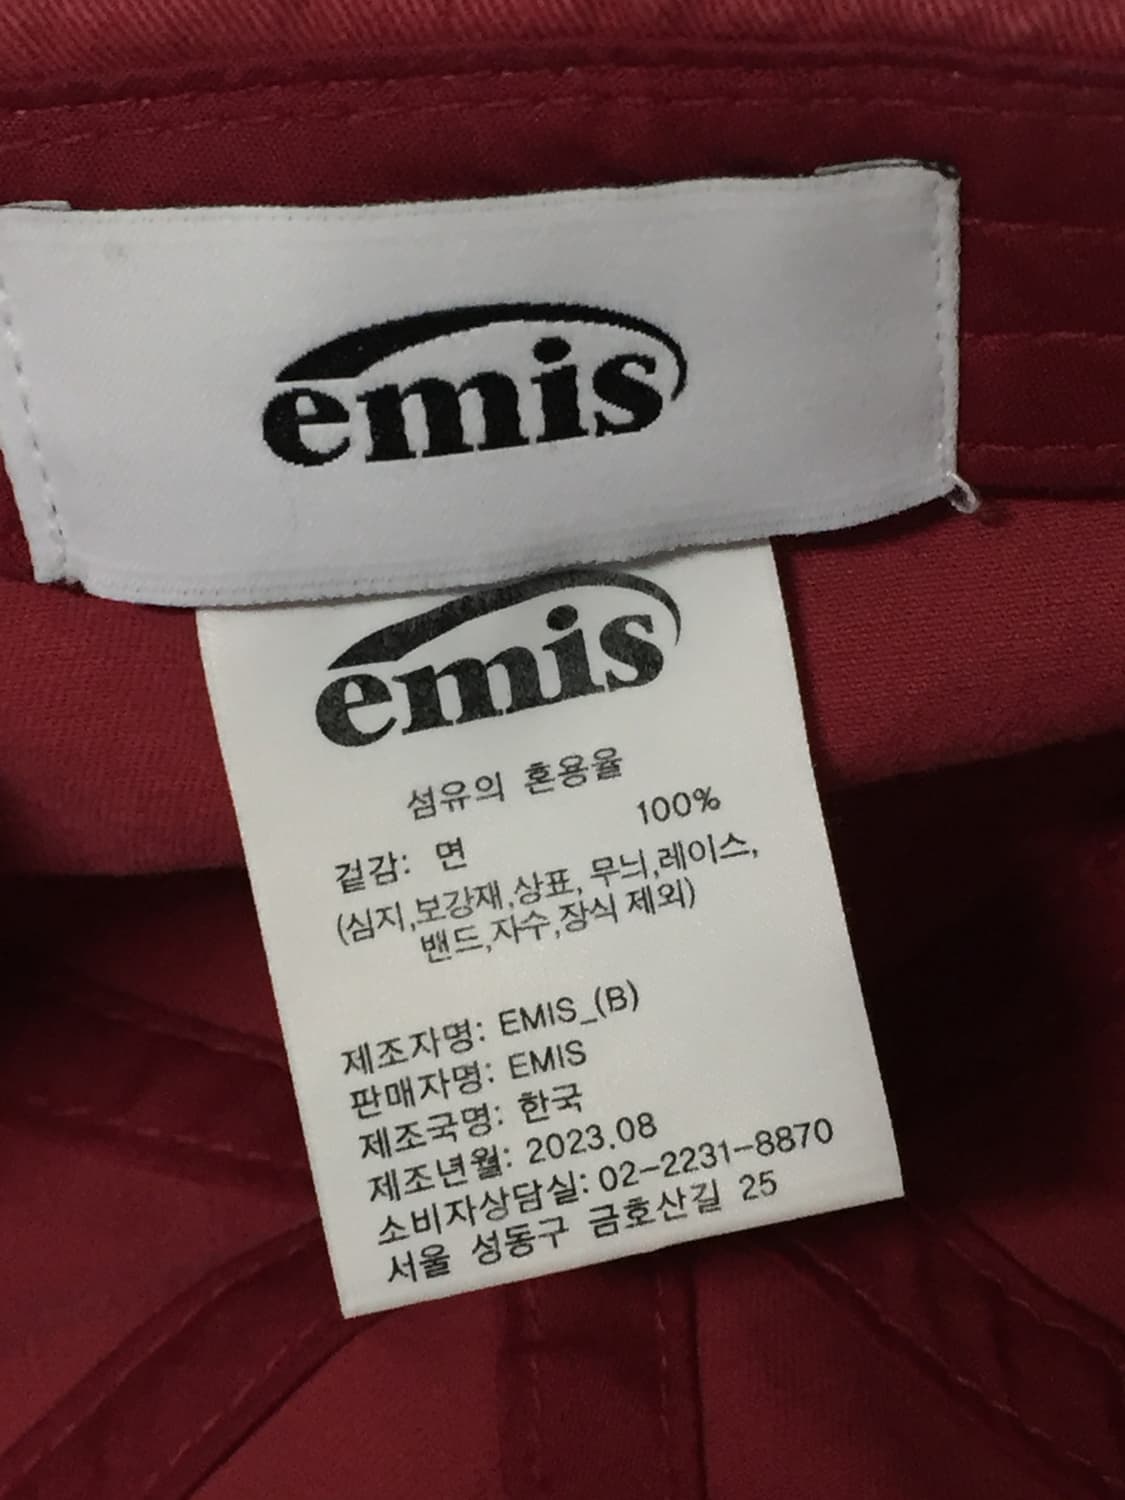 emis
emis
섬유의 혼용율
겉감: 면 100%
(심지,보강재,상표, 무늬,레이스,
밴드,자수,장식 제외)
제조자명: EMIS_(B)
판매자명: EMIS
제조국명: 한국
제조년월: 2023.08
소비자상담실: 02-2231-8870
서울 성동구 금호산길 25